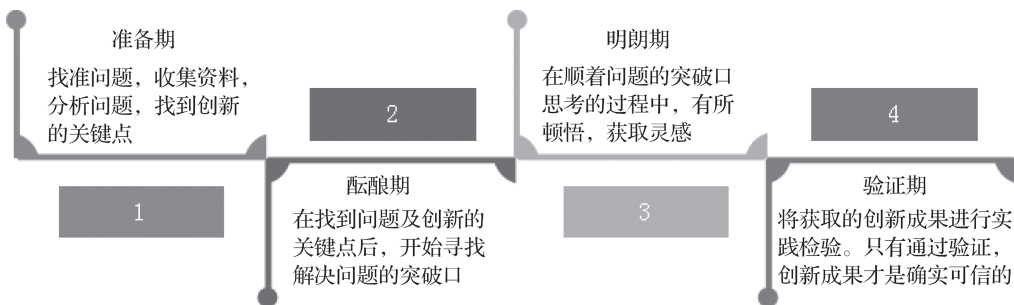 准备期
找准问题，收集资料，
分析问题，找到创新
的关键点
1
2
酝酿期
在找到问题及创新的
关键点后，开始寻找
解决问题的突破口
明朗期
在顺着问题的突破口
思考的过程中，有所
顿悟，获取灵感
3
4
验证期
将获取的创新成果进行实
践检验。只有通过验证，
创新成果才是确实可信的